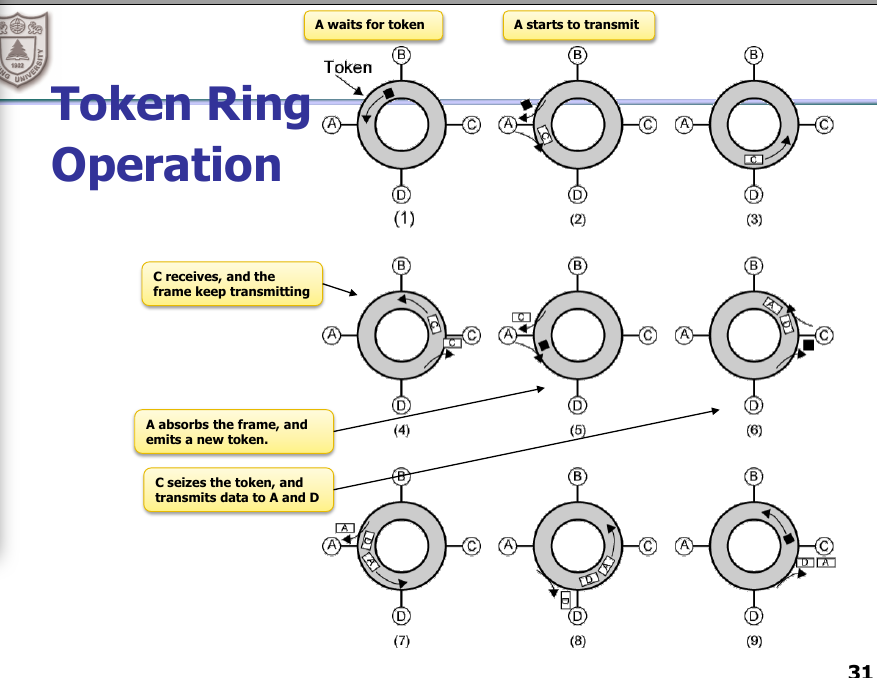 A waits for token
A starts to transmit
Token Ring
Operation
Token
B
A
C
D
(1)
B
A
C
C
D
(2)
B
A
C
C
D
(3)
C receives, and the
frame keep transmitting
B
A
C
C
C
D
(4)
B
C
A
C
D
(5)
B
A
D
A
C
D
(6)
A absorbs the frame, and
emits a new token.
C seizes the token, and
transmits data to A and D
B
A
D
A
A
C
D
(7)
B
A
C
A
D
D
D
(8)
B
A
C
D A
D
(9)
1902
NG UNIVERSITY
31